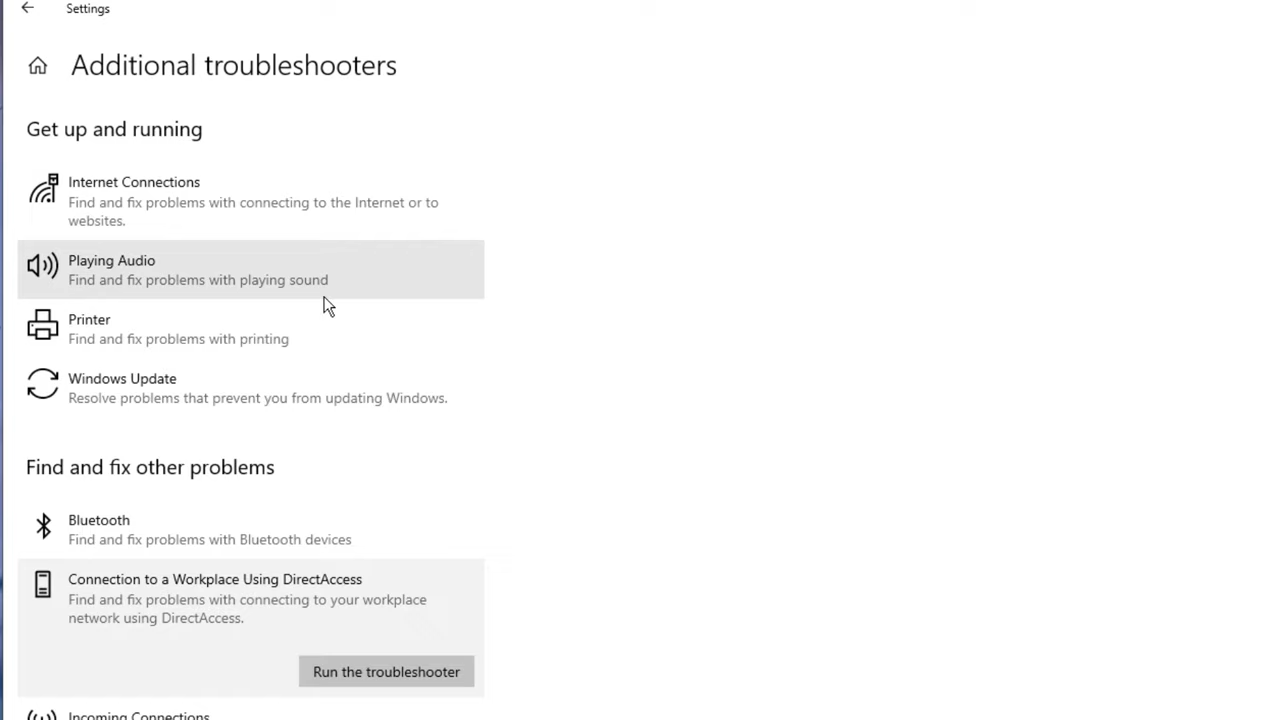 Settings
Additional troubleshooters
Get up and running
Internet Connections
Find and fix problems with connecting to the Internet or to
websites.
Playing Audio
Find and fix problems with playing sound
Printer
Find and fix problems with printing
Windows Update
Resolve problems that prevent you from updating Windows.
Find and fix other problems
Bluetooth
Find and fix problems with Bluetooth devices
Connection to a Workplace Using DirectAccess
Find and fix problems with connecting to your workplace
network using DirectAccess.
Run the troubleshooter
Incoming Connections